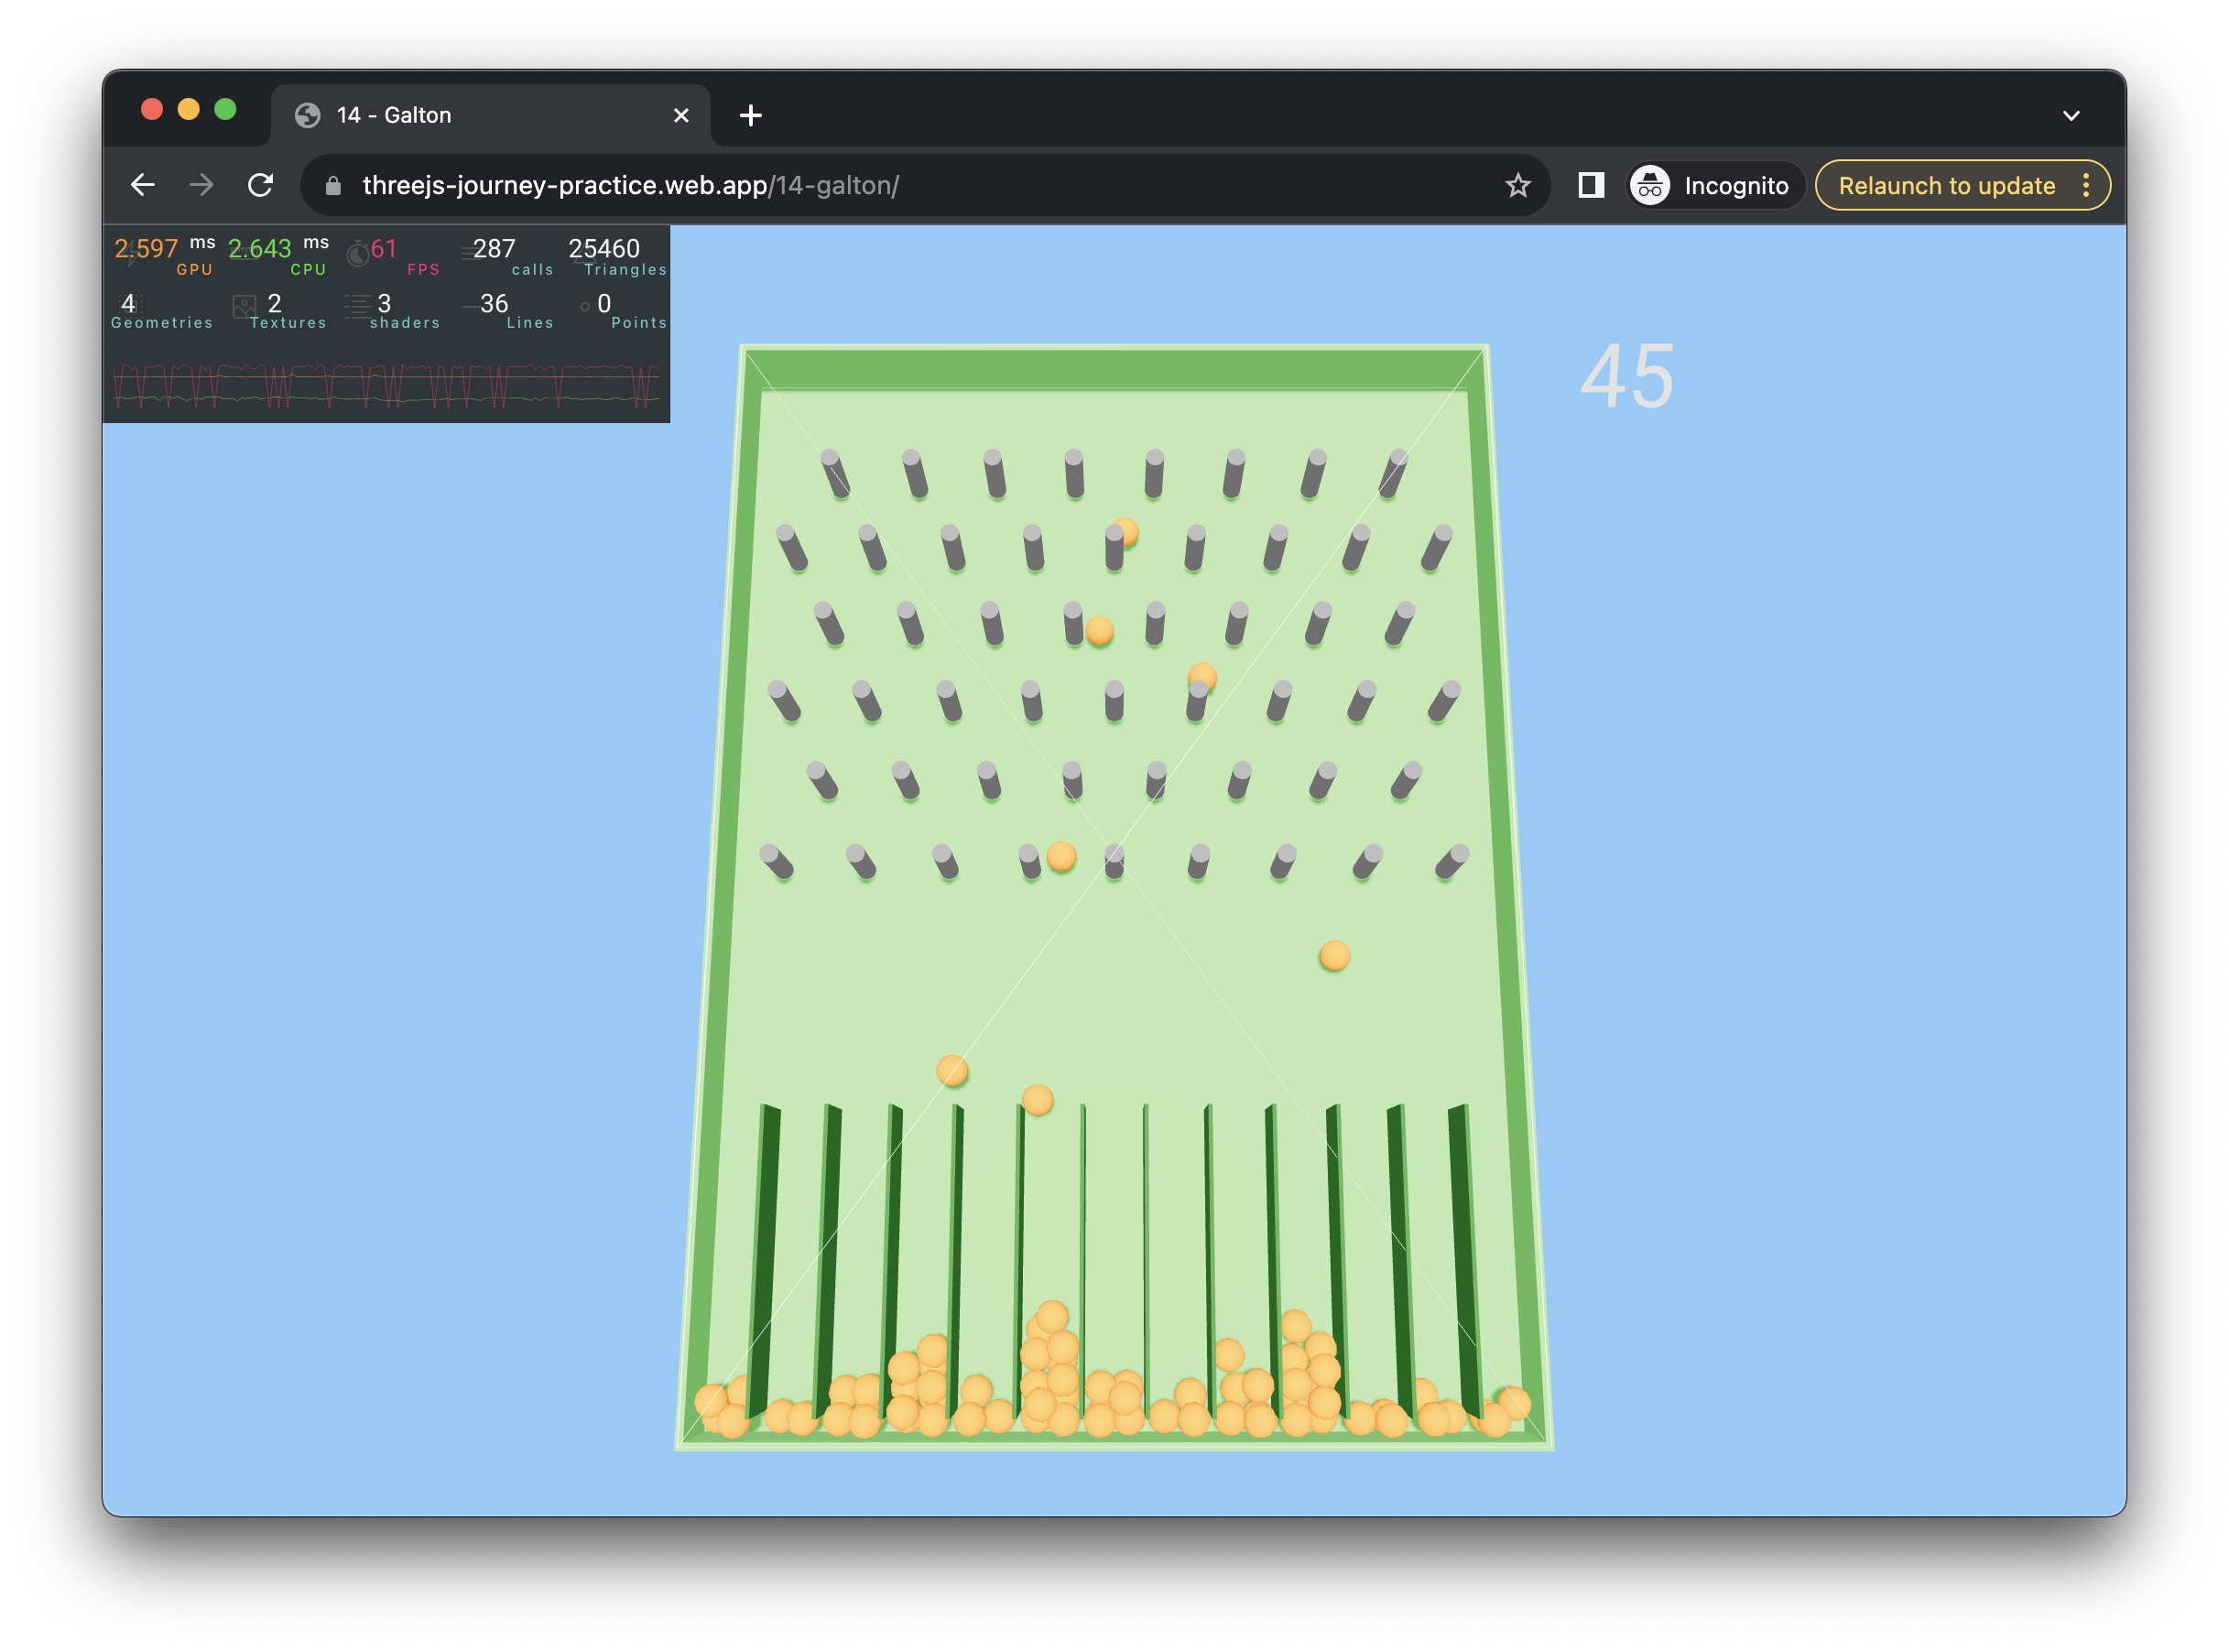 14 - Galton
threejs-journey-practice.web.app/14-galton/
Incognito
Relaunch to update
2.597 ms GPU
2.643 ms CPU
61 FPS
287 calls
25460 Triangles
4 Geometries
2 Textures
3 shaders
36 Lines
0 Points
45